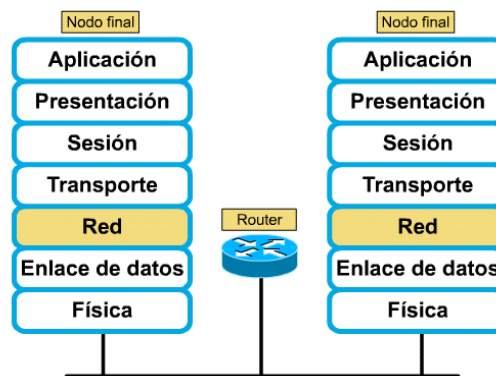 Nodo final
Aplicación
Presentación
Sesión
Transporte
Red
Enlace de datos
Física
Router
Nodo final
Aplicación
Presentación
Sesión
Transporte
Red
Enlace de datos
Física